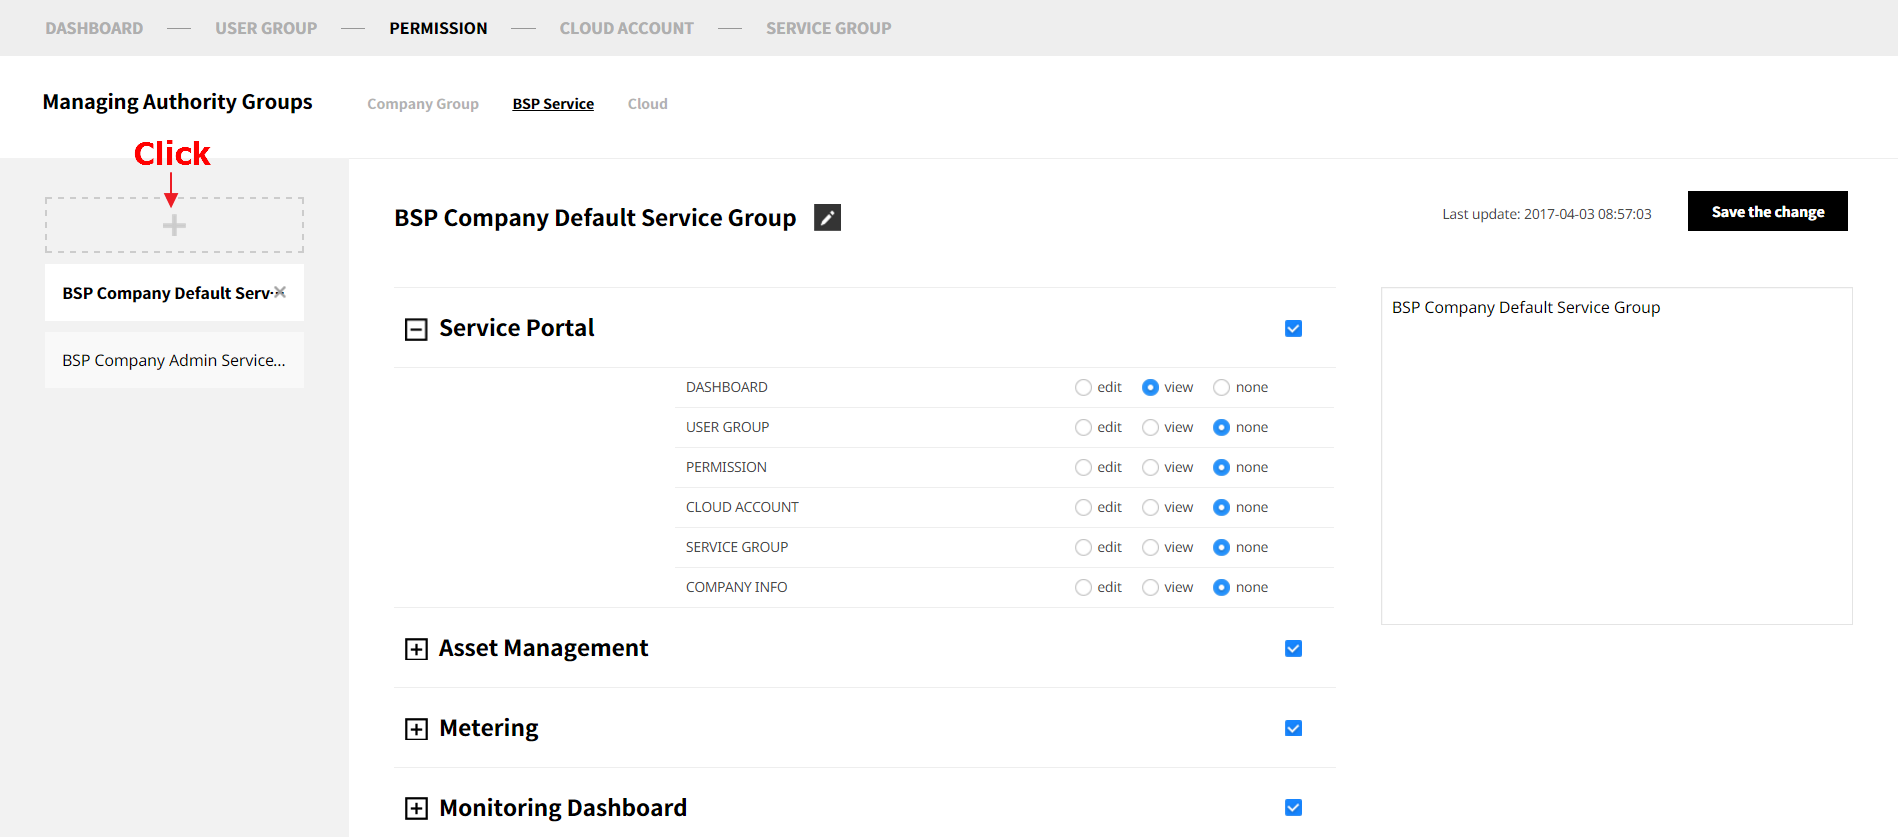 DASHBOARD USER GROUP PERMISSION CLOUD ACCOUNT SERVICE GROUP
Managing Authority Groups Company Group BSP Service Cloud
Click
BSP Company Default Service Group Last update: 2017-04-03 08:57:03 Save the change
BSP Company Default Serv···
BSP Company Admin Service...
BSP Company Default Service Group
Service Portal
DASHBOARD edit view none
USER GROUP edit view none
PERMISSION edit view none
CLOUD ACCOUNT edit view none
SERVICE GROUP edit view none
COMPANY INFO edit view none
Asset Management
Metering
Monitoring Dashboard